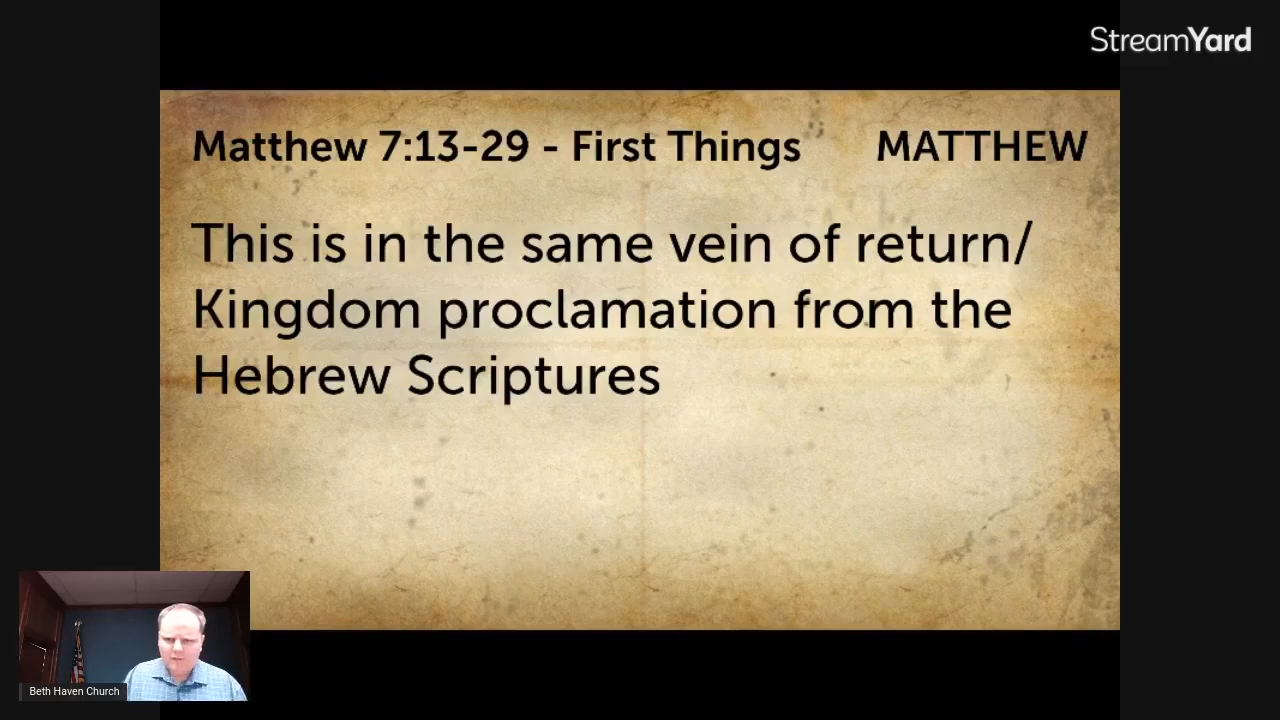 StreamYard
Matthew 7:13-29 - First Things MATTHEW
This is in the same vein of return/
Kingdom proclamation from the
Hebrew Scriptures
Beth Haven Church